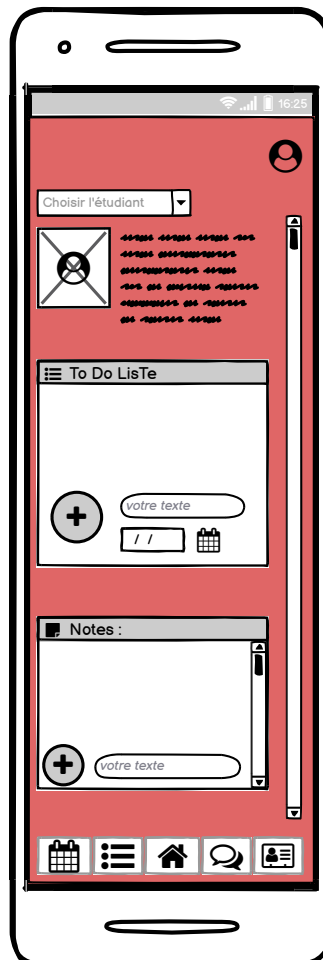 16:25
Choisir l'étudiant
To Do LisTe
votre texte
/ /
Notes :
votre texte